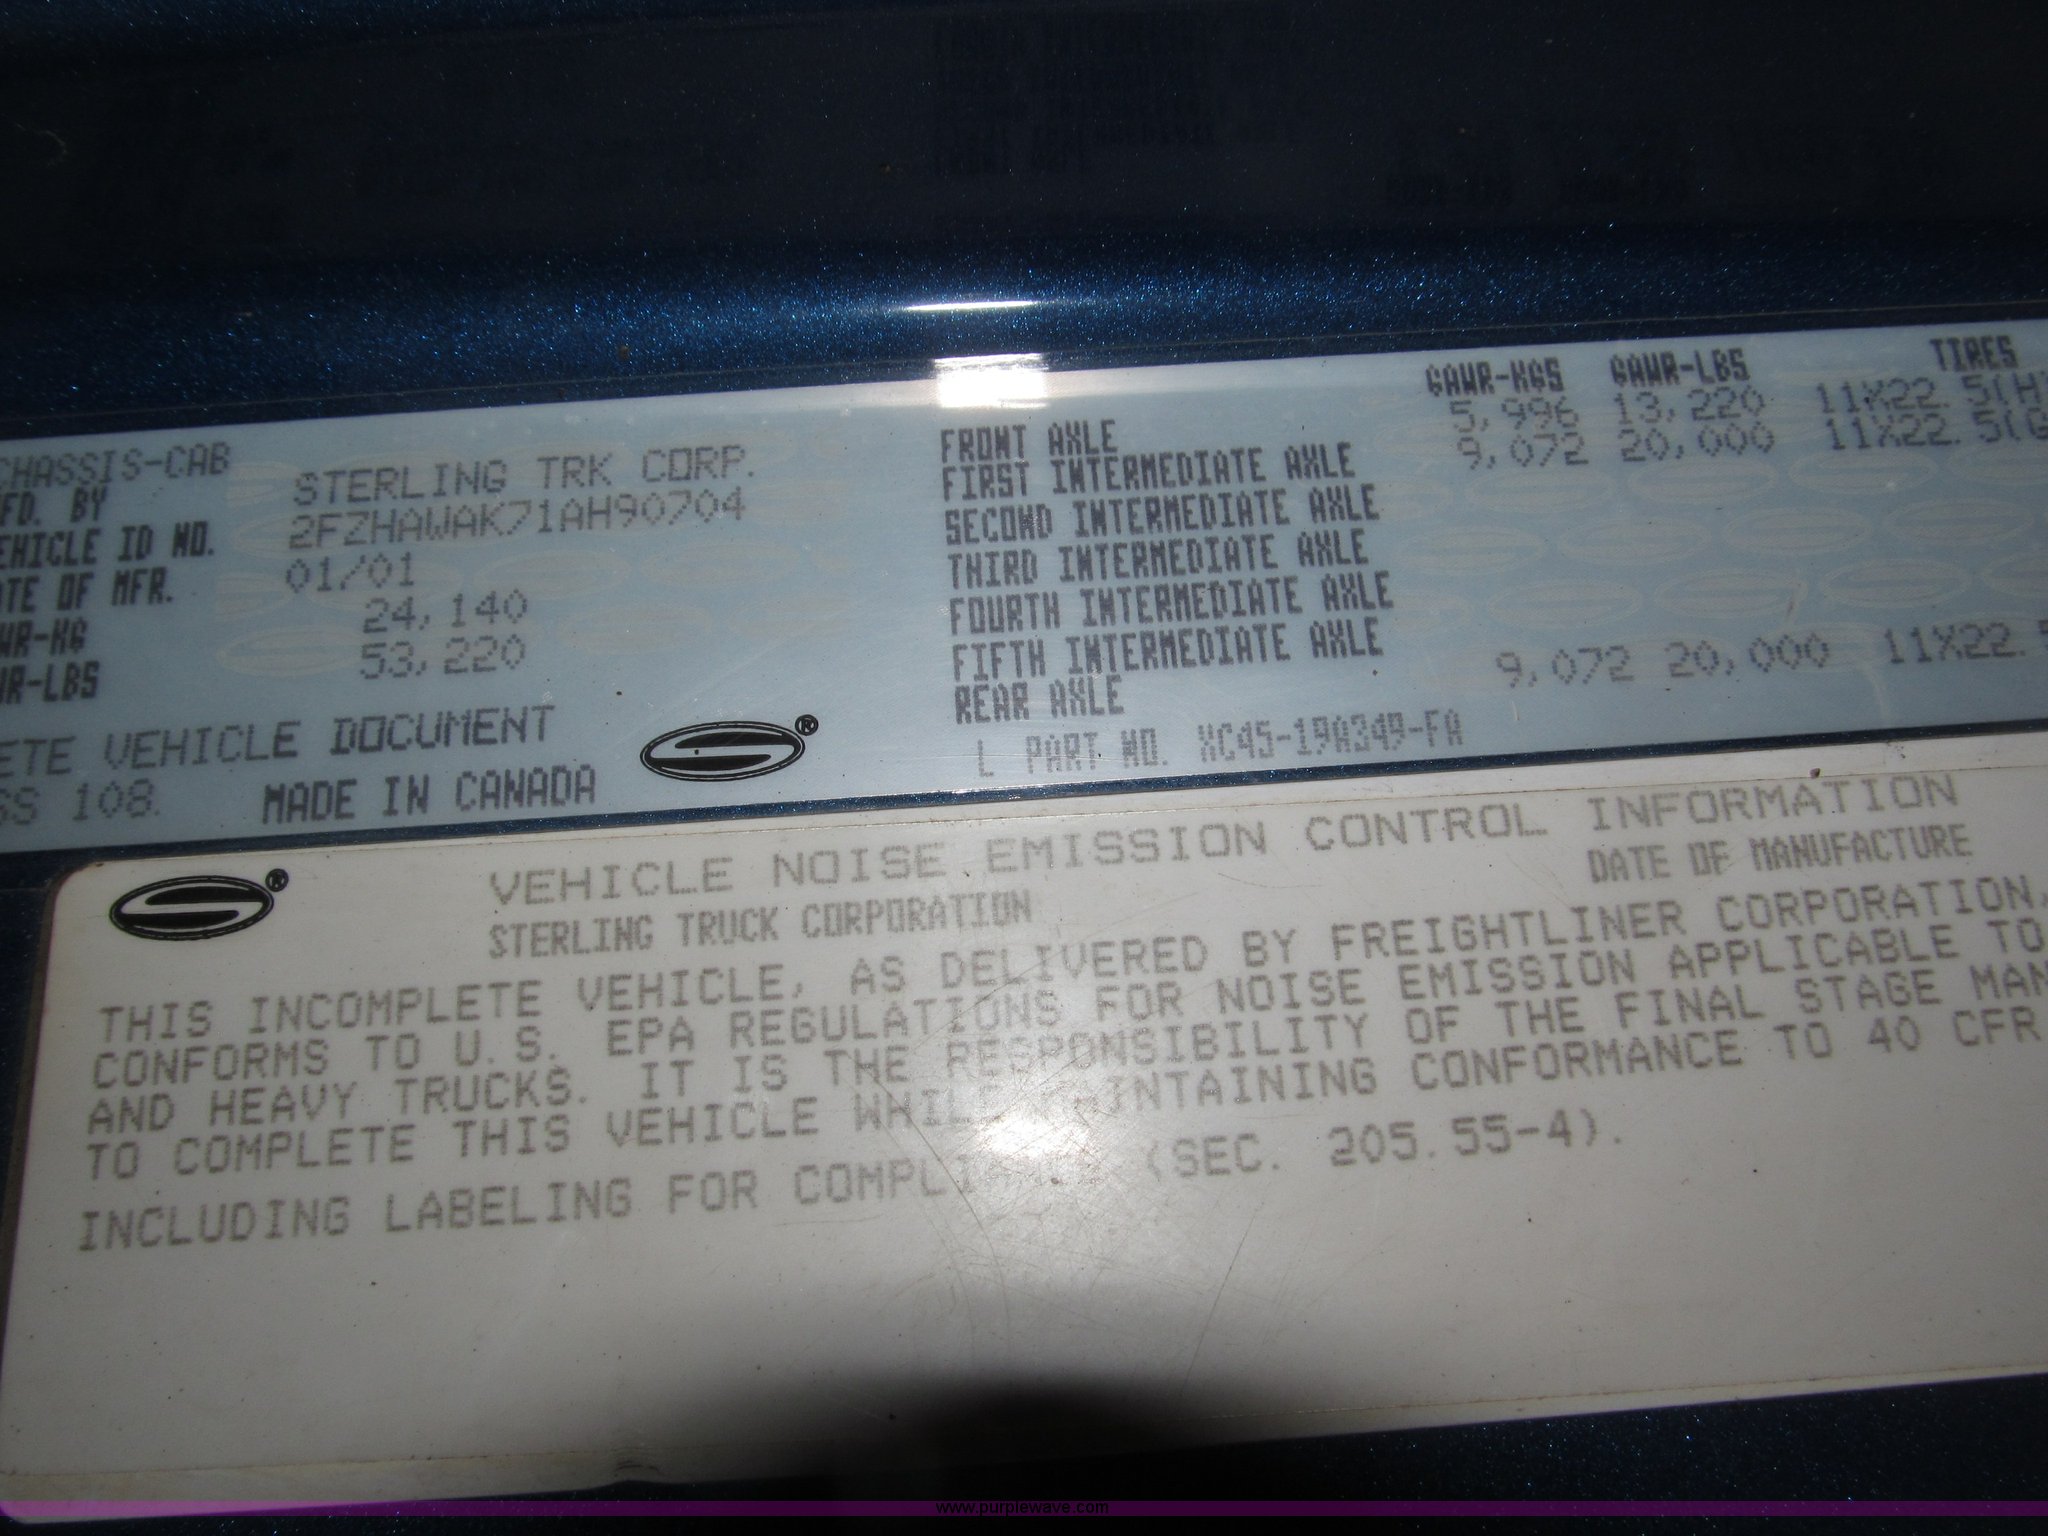 CHASSIS-CAB
FD. BY STERLING TRK CORP.
EHICLE ID NO. 2FZHAWAK71AH90704
ATE OF MFR. 01/01
WR-KG 24,140
WR-LBS 53,220
ETE VEHICLE DOCUMENT
SS 108. MADE IN CANADA
GAWR-KGS GAWR-LBS TIRES
FRONT AXLE 5,996 13,220 11X22.5(H)
FIRST INTERMEDIATE AXLE 9,072 20,000 11X22.5(G
SECOND INTERMEDIATE AXLE
THIRD INTERMEDIATE AXLE
FOURTH INTERMEDIATE AXLE
FIFTH INTERMEDIATE AXLE
REAR AXLE 9,072 20,000 11X22.5
L PART NO. XC45-19A349-FA
VEHICLE NOISE EMISSION CONTROL INFORMATION
STERLING TRUCK CORPORATION DATE OF MANUFACTURE
THIS INCOMPLETE VEHICLE, AS DELIVERED BY FREIGHTLINER CORPORATION,
CONFORMS TO U.S. EPA REGULATIONS FOR NOISE EMISSION APPLICABLE TO
AND HEAVY TRUCKS. IT IS THE RESPONSIBILITY OF THE FINAL STAGE MAN
TO COMPLETE THIS VEHICLE WHILE MAINTAINING CONFORMANCE TO 40 CFR
INCLUDING LABELING FOR COMPLIANCE (SEC. 205.55-4).
www.purplewave.com